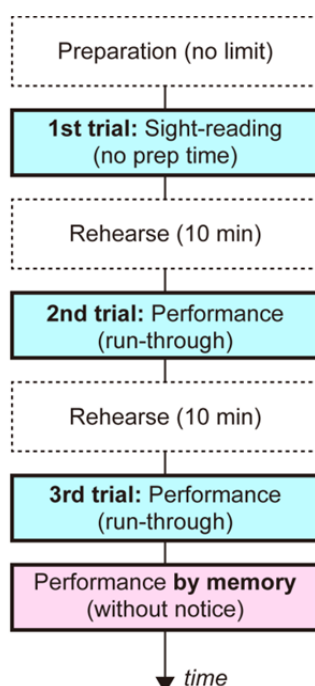 Preparation (no limit)
1st trial: Sight-reading
(no prep time)
Rehearse (10 min)
2nd trial: Performance
(run-through)
Rehearse (10 min)
3rd trial: Performance
(run-through)
Performance by memory
(without notice)
time